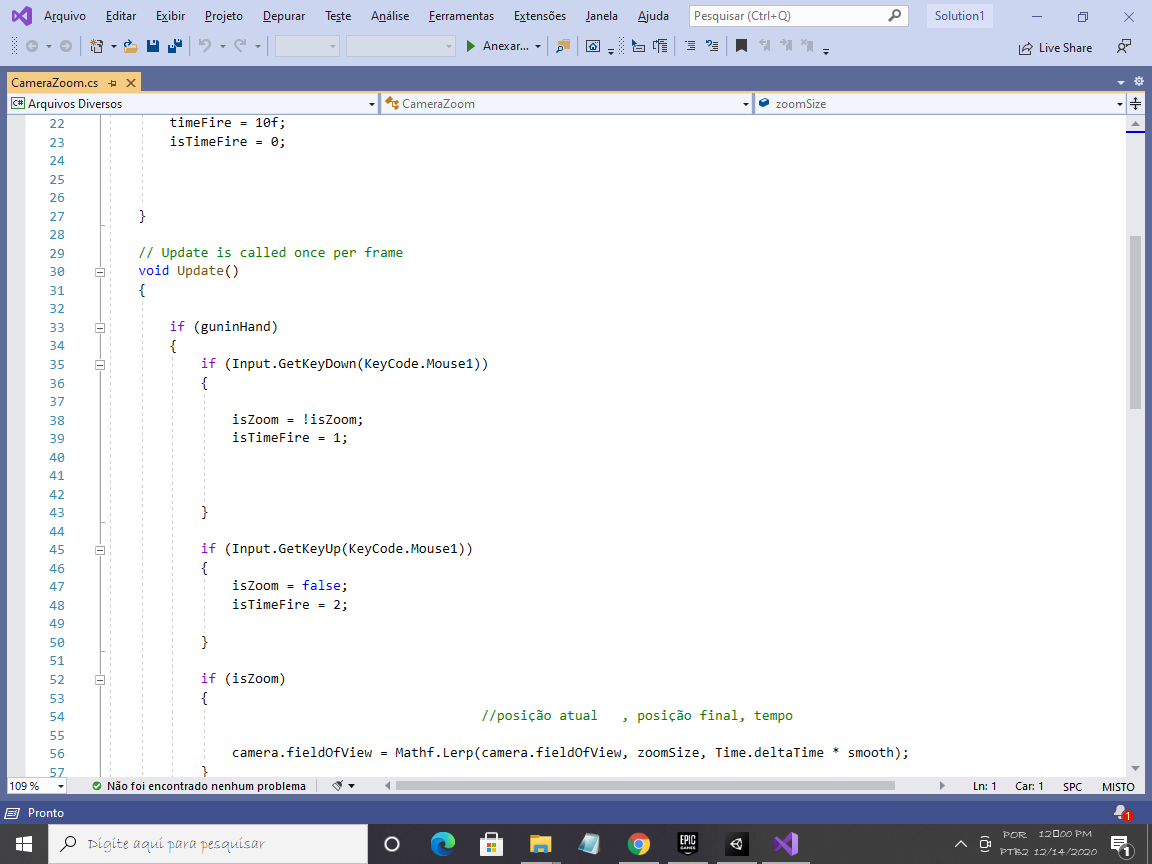 Arquivo Editar Exibir Projeto Depurar Teste Análise Ferramentas Extensões Janela Ajuda Pesquisar (Ctrl+Q) Solution1
Anexar... Live Share
CameraZoom.cs
C# Arquivos Diversos CameraZoom zoomSize
22 timeFire = 10f;
23 isTimeFire = 0;
24
25
26
27 }
28
29 // Update is called once per frame
30 void Update()
31 {
32
33 if (guninHand)
34 {
35 if (Input.GetKeyDown(KeyCode.Mouse1))
36 {
37
38 isZoom = !isZoom;
39 isTimeFire = 1;
40
41
42
43 }
44
45 if (Input.GetKeyUp(KeyCode.Mouse1))
46 {
47 isZoom = false;
48 isTimeFire = 2;
49
50 }
51
52 if (isZoom)
53 {
54 //posição atual , posição final, tempo
55
56 camera.fieldOfView = Mathf.Lerp(camera.fieldOfView, zoomSize, Time.deltaTime * smooth);
57 }
109 % Não foi encontrado nenhum problema Ln: 1 Car: 1 SPC MISTO
Pronto 1
Digite aqui para pesquisar EPIC GAMES POR 12:00 PM
PTB2 12/14/2020 1